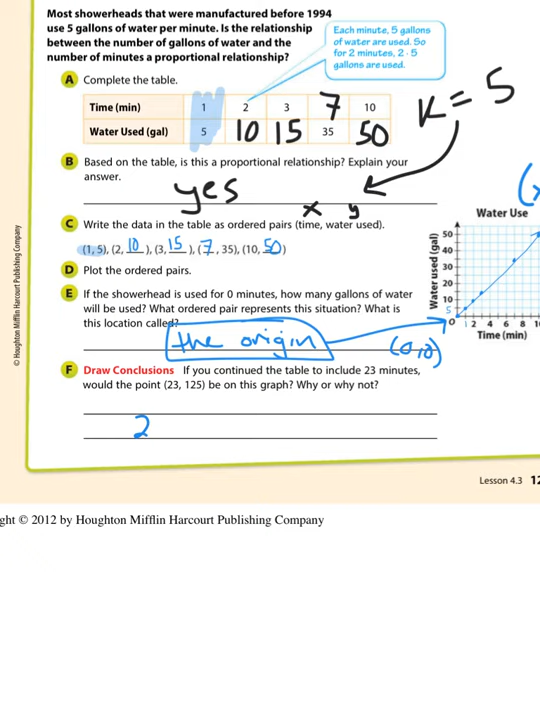 Most showerheads that were manufactured before 1994
use 5 gallons of water per minute. Is the relationship
between the number of gallons of water and the
number of minutes a proportional relationship?
Each minute, 5 gallons
of water are used. So
for 2 minutes, 2 · 5
gallons are used.
A Complete the table.
Time (min) 1 2 3 7 10
Water Used (gal) 5 10 15 35 50
K = 5
B Based on the table, is this a proportional relationship? Explain your
answer.
yes
x y
C Write the data in the table as ordered pairs (time, water used).
(1, 5), (2, 10), (3, 15), (7, 35), (10, 50)
D Plot the ordered pairs.
E If the showerhead is used for 0 minutes, how many gallons of water
will be used? What ordered pair represents this situation? What is
this location called?
the origin
(0,0)
F Draw Conclusions If you continued the table to include 23 minutes,
would the point (23, 125) be on this graph? Why or why not?
2
Water Use
Water used (gal)
50
40
30
20
10
5
O 1 2 4 6 8
Time (min)
© Houghton Mifflin Harcourt Publishing Company
Lesson 4.3
ght © 2012 by Houghton Mifflin Harcourt Publishing Company